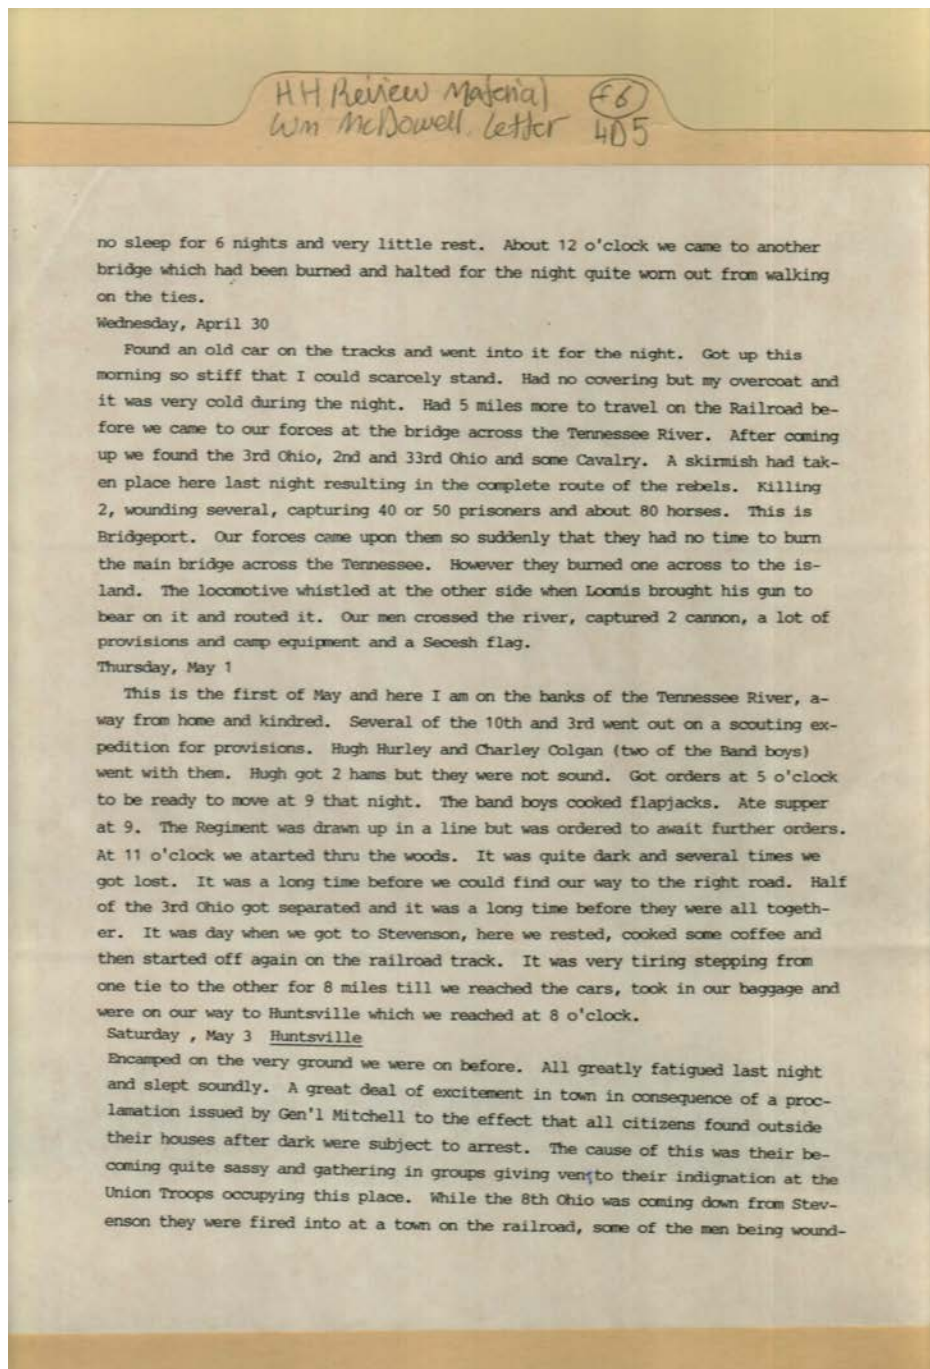 HH Review Material F6
Wm McDowell Letter 4D5
no sleep for 6 nights and very little rest.  About 12 o'clock we came to another
bridge which had been burned and halted for the night quite worn out from walking
on the ties.
Wednesday, April 30
Found an old car on the tracks and went into it for the night.  Got up this
morning so stiff that I could scarcely stand.  Had no covering but my overcoat and
it was very cold during the night.  Had 5 miles more to travel on the Railroad be-
fore we came to our forces at the bridge across the Tennessee River.  After coming
up we found the 3rd Ohio, 2nd and 33rd Ohio and some Cavalry.  A skirmish had tak-
en place here last night resulting in the complete route of the rebels.  Killing
2, wounding several, capturing 40 or 50 prisoners and about 80 horses.  This is
Bridgeport.  Our forces came upon them so suddenly that they had no time to burn
the main bridge across the Tennessee.  However they burned one across to the is-
land.  The locomotive whistled at the other side when Loomis brought his gun to
bear on it and routed it.  Our men crossed the river, captured 2 cannon, a lot of
provisions and camp equipment and a Secesh flag.
Thursday, May 1
This is the first of May and here I am on the banks of the Tennessee River, a-
way from home and kindred.  Several of the 10th and 3rd went out on a scouting ex-
pedition for provisions.  Hugh Hurley and Charley Colgan (two of the Band boys)
went with them.  Hugh got 2 hams but they were not sound.  Got orders at 5 o'clock
to be ready to move at 9 that night.  The band boys cooked flapjacks.  Ate supper
at 9.  The Regiment was drawn up in a line but was ordered to await further orders.
At 11 o'clock we atarted thru the woods.  It was quite dark and several times we
got lost.  It was a long time before we could find our way to the right road.  Half
of the 3rd Ohio got separated and it was a long time before they were all togeth-
er.  It was day when we got to Stevenson, here we rested, cooked some coffee and
then started off again on the railroad track.  It was very tiring stepping from
one tie to the other for 8 miles till we reached the cars, took in our baggage and
were on our way to Huntsville which we reached at 8 o'clock.
Saturday , May 3  Huntsville
Encamped on the very ground we were on before.  All greatly fatigued last night
and slept soundly.  A great deal of excitement in town in consequence of a proc-
lamation issued by Gen'l Mitchell to the effect that all citizens found outside
their houses after dark were subject to arrest.  The cause of this was their be-
coming quite sassy and gathering in groups giving vent to their indignation at the
Union Troops occupying this place.  While the 8th Ohio was coming down from Stev-
enson they were fired into at a town on the railroad, some of the men being wound-